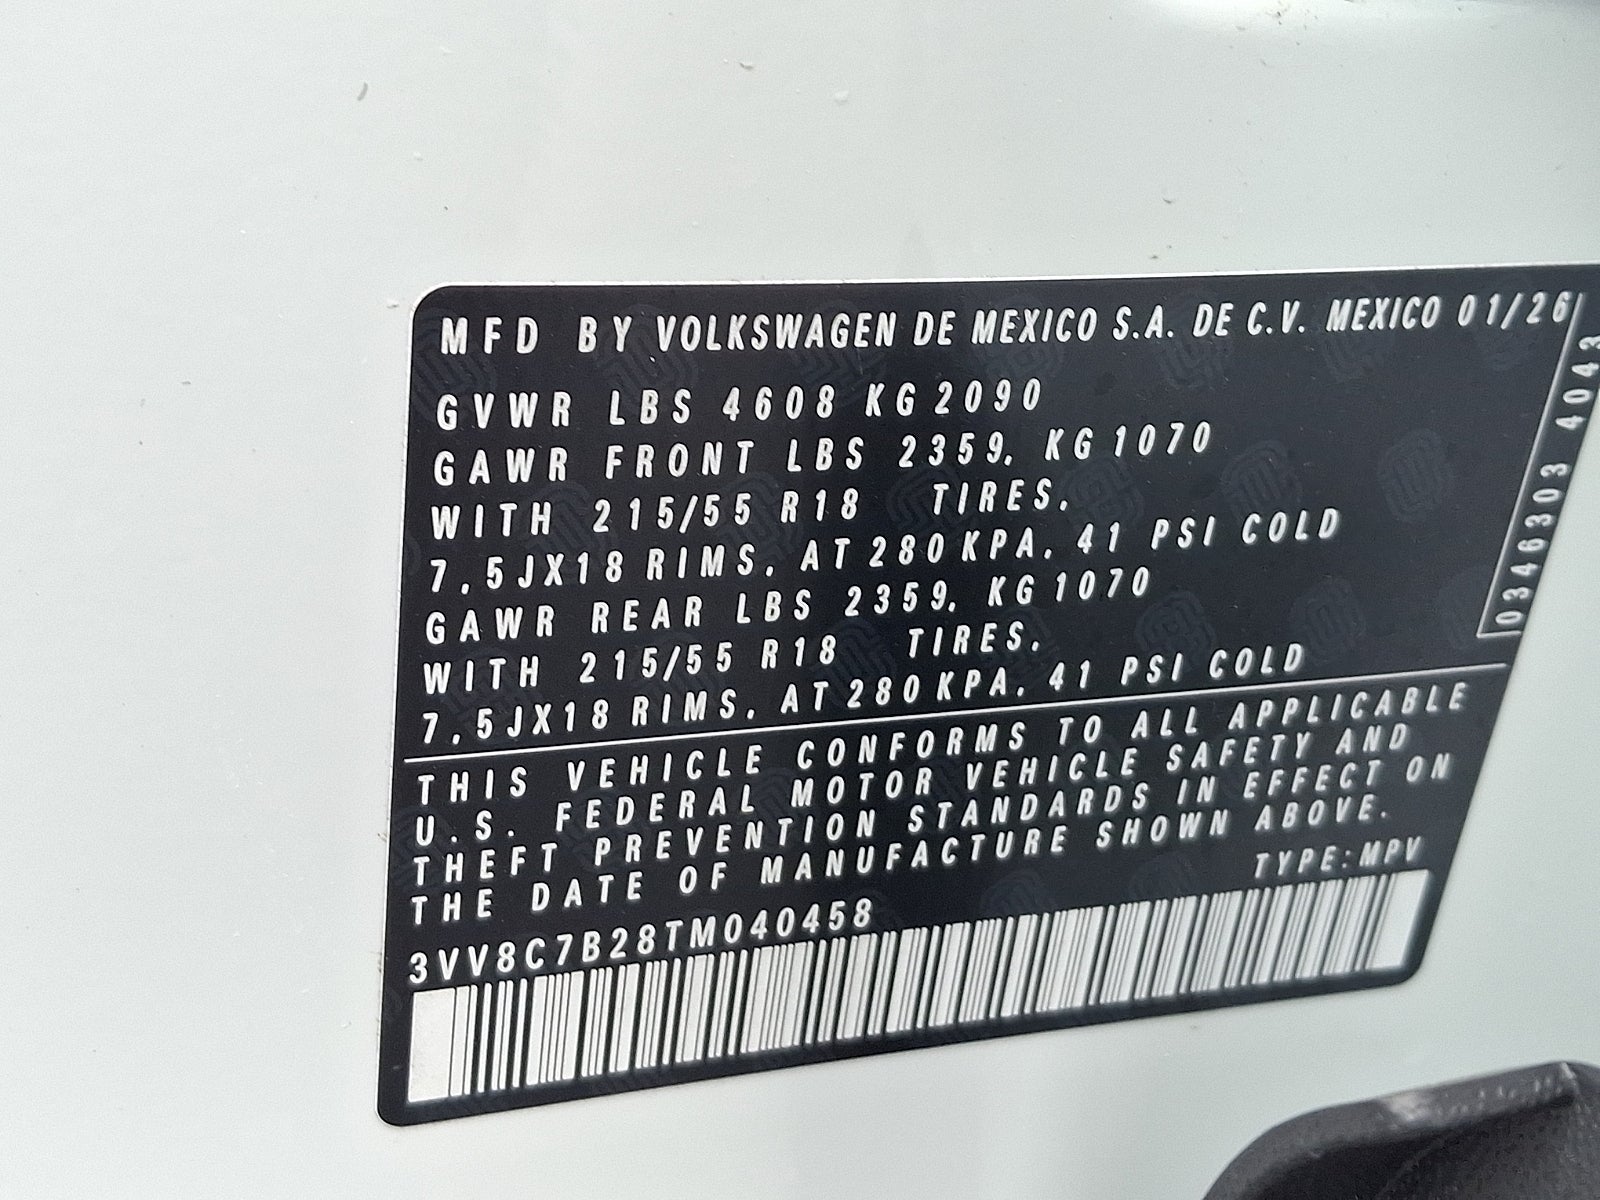 MFD BY VOLKSWAGEN DE MEXICO S.A. DE C.V. MEXICO 01/26
GVWR LBS 4608 KG 2090
GAWR FRONT LBS 2359, KG 1070
WITH 215/55 R18 TIRES,
7,5JX18 RIMS, AT 280 KPA, 41 PSI COLD
GAWR REAR LBS 2359, KG 1070
WITH 215/55 R18 TIRES,
7,5JX18 RIMS, AT 280 KPA, 41 PSI COLD
THIS VEHICLE CONFORMS TO ALL APPLICABLE
U.S. FEDERAL MOTOR VEHICLE SAFETY AND
THEFT PREVENTION STANDARDS IN EFFECT ON
THE DATE OF MANUFACTURE SHOWN ABOVE.
TYPE:MPV
3VV8C7B28TM040458
0346303 4043